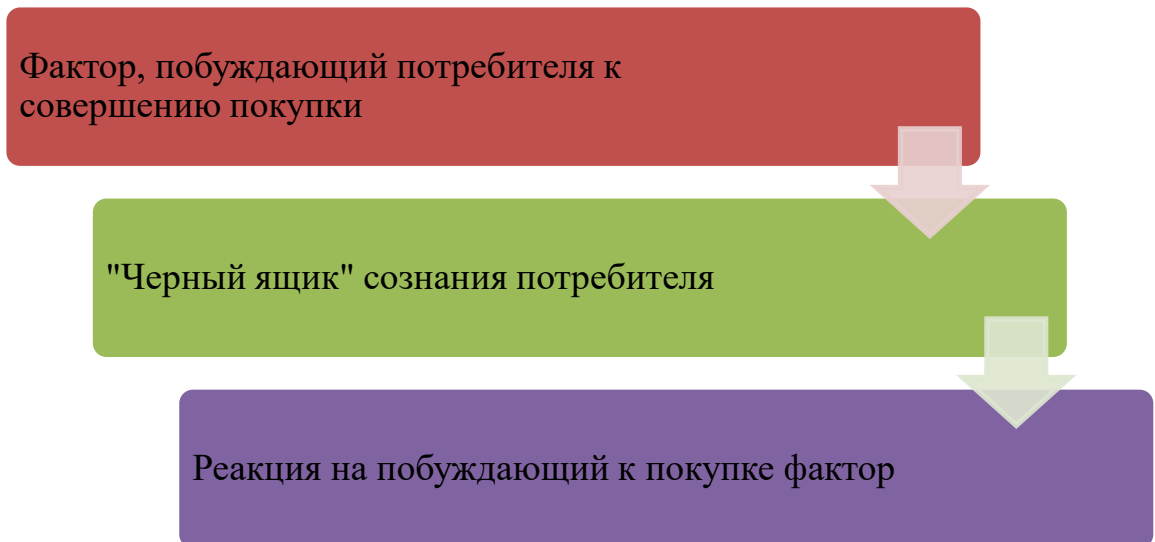 Фактор, побуждающий потребителя к
совершению покупки
"Черный ящик" сознания потребителя
Реакция на побуждающий к покупке фактор